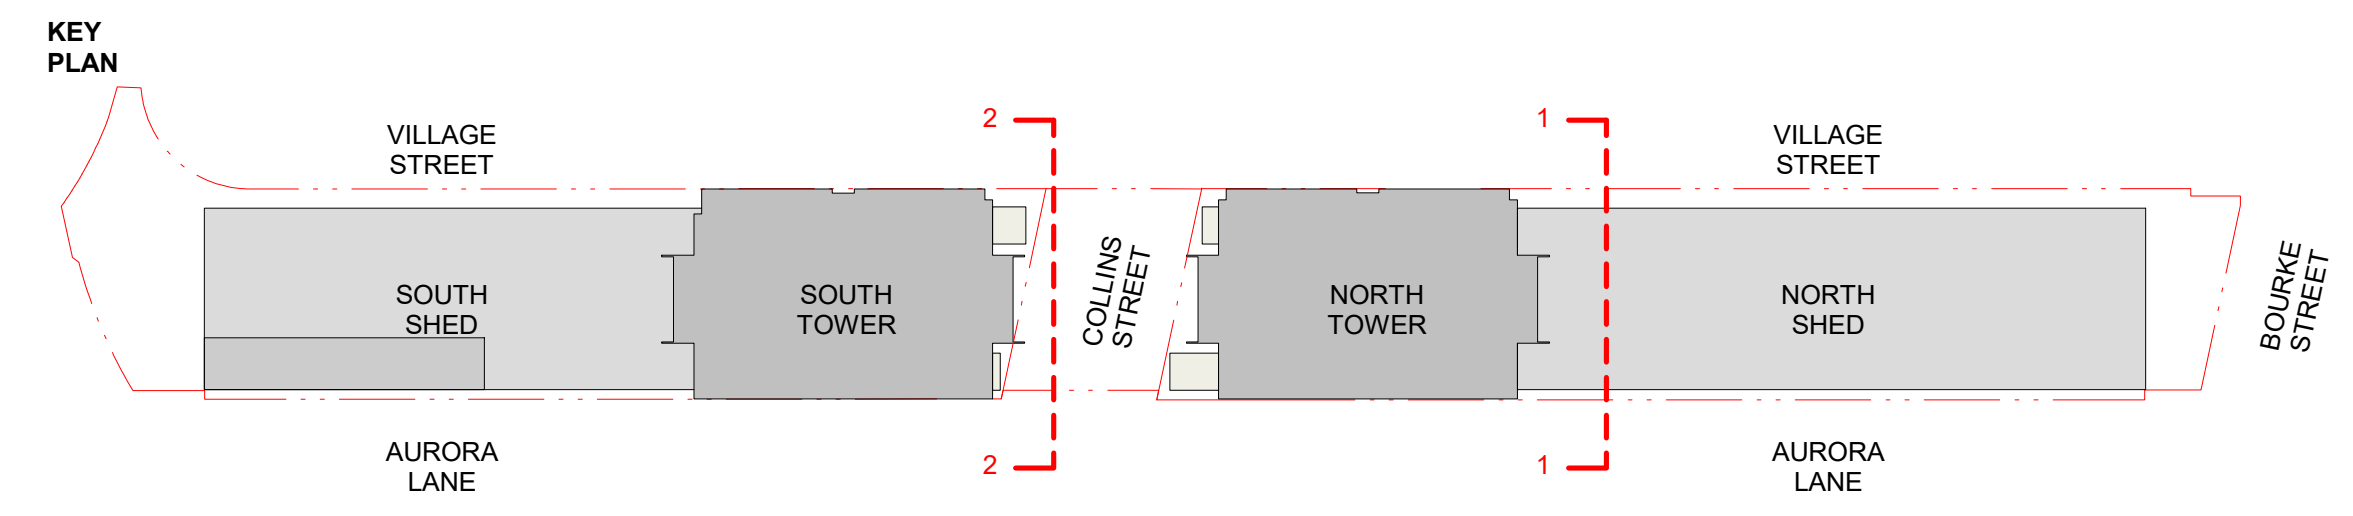 KEY
PLAN
2
1
VILLAGE
STREET
VILLAGE
STREET
SOUTH
SHED
SOUTH
TOWER
COLLINS
STREET
NORTH
TOWER
NORTH
SHED
BOURKE
STREET
2
1
AURORA
LANE
AURORA
LANE